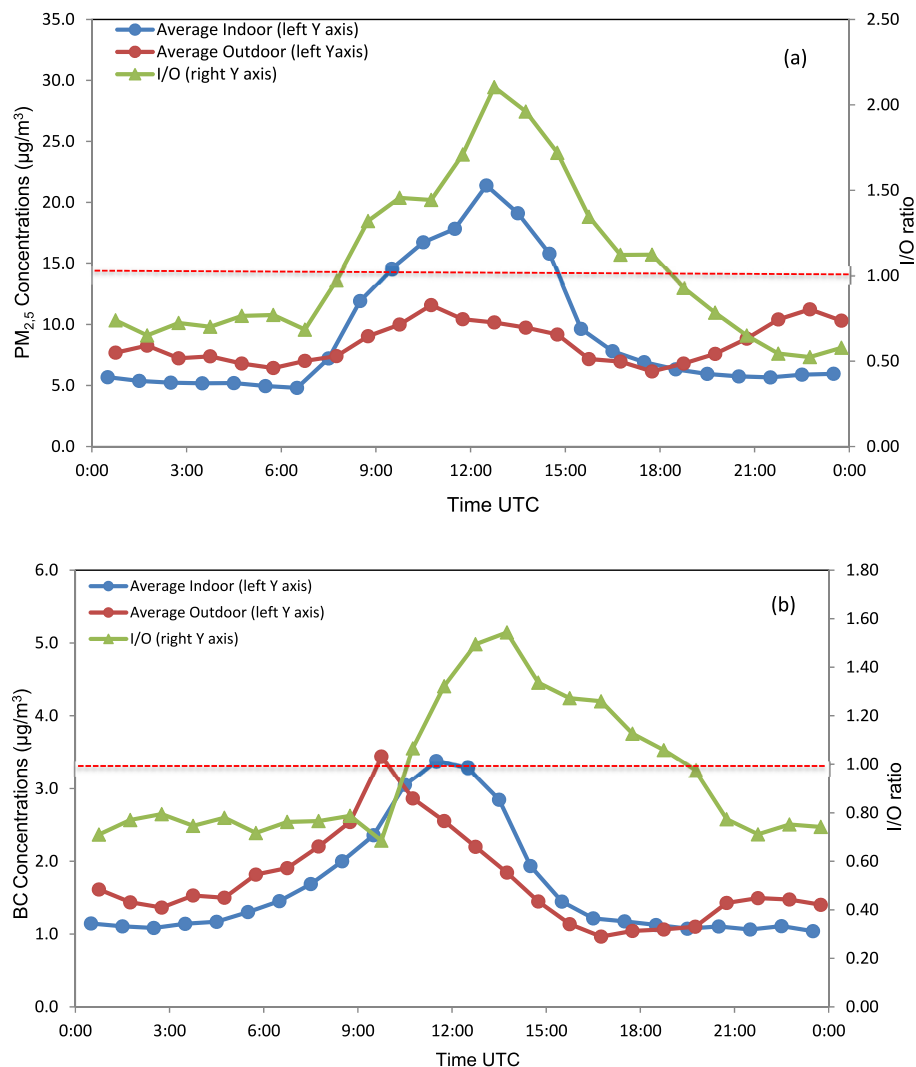 35.0
30.0
25.0
20.0
15.0
10.0
5.0
0.0
PM2,5 Concentrations (µg/m³)
Average Indoor (left Y axis)
Average Outdoor (left Yaxis)
I/O (right Y axis)
(a)
2.50
2.00
1.50
1.00
0.50
0.00
I/O ratio
0:00 3:00 6:00 9:00 12:00 15:00 18:00 21:00 0:00
Time UTC
6.0
5.0
4.0
3.0
2.0
1.0
0.0
BC Concentrations (µg/m³)
Average Indoor (left Y axis)
Average Outdoor (left Y axis)
I/O (right Y axis)
(b)
1.80
1.60
1.40
1.20
1.00
0.80
0.60
0.40
0.20
0.00
I/O ratio
0:00 3:00 6:00 9:00 12:00 15:00 18:00 21:00 0:00
Time UTC